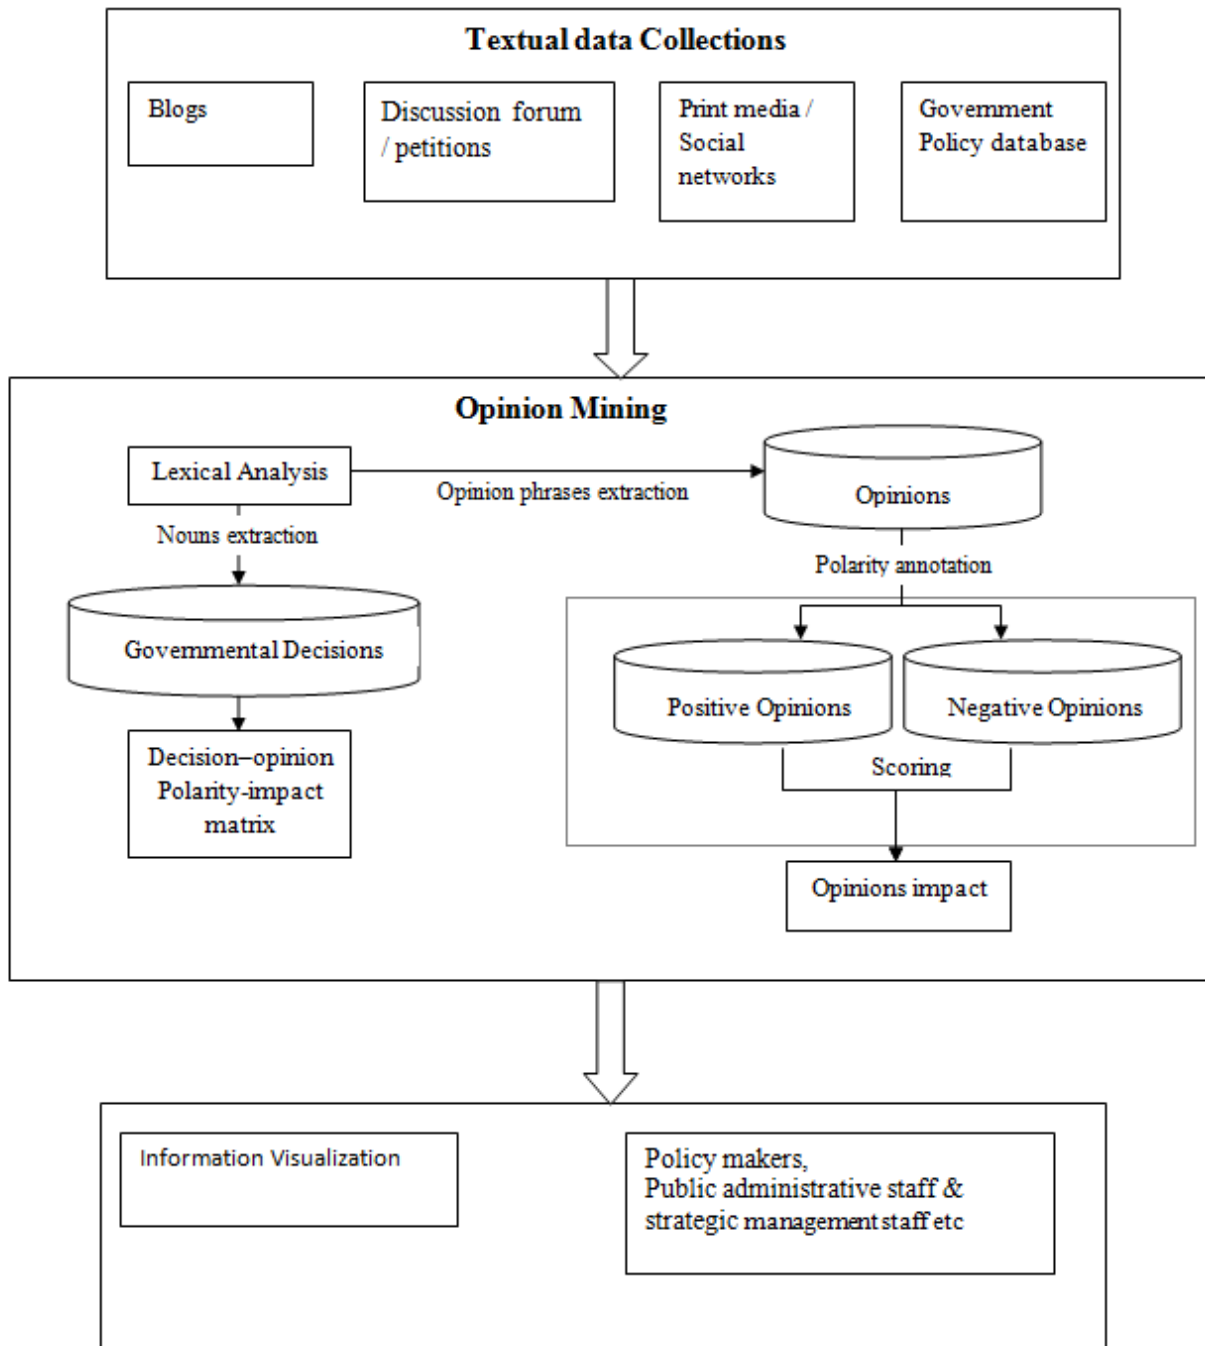 Textual data Collections
Blogs
Discussion forum
/ petitions
Print media /
Social
networks
Government
Policy database
Opinion Mining
Lexical Analysis
Opinion phrases extraction
Opinions
Nouns extraction
Polarity annotation
Governmental Decisions
Positive Opinions
Negative Opinions
Decision–opinion
Polarity-impact
matrix
Scoring
Opinions impact
Information Visualization
Policy makers,
Public administrative staff &
strategic management staff etc